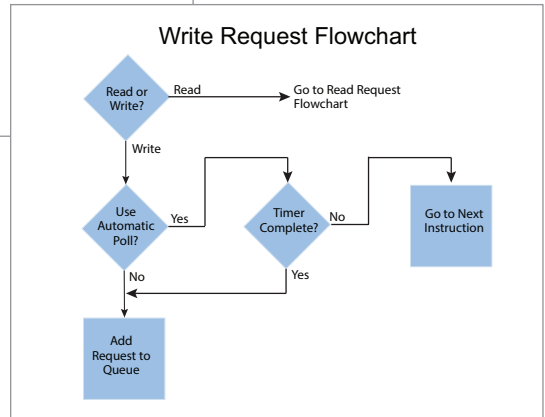 Write Request Flowchart
Read or
Write?
Read
Go to Read Request
Flowchart
Write
Use
Automatic
Poll?
Yes
Timer
Complete?
No
Go to Next
Instruction
No
Yes
Add
Request to
Queue